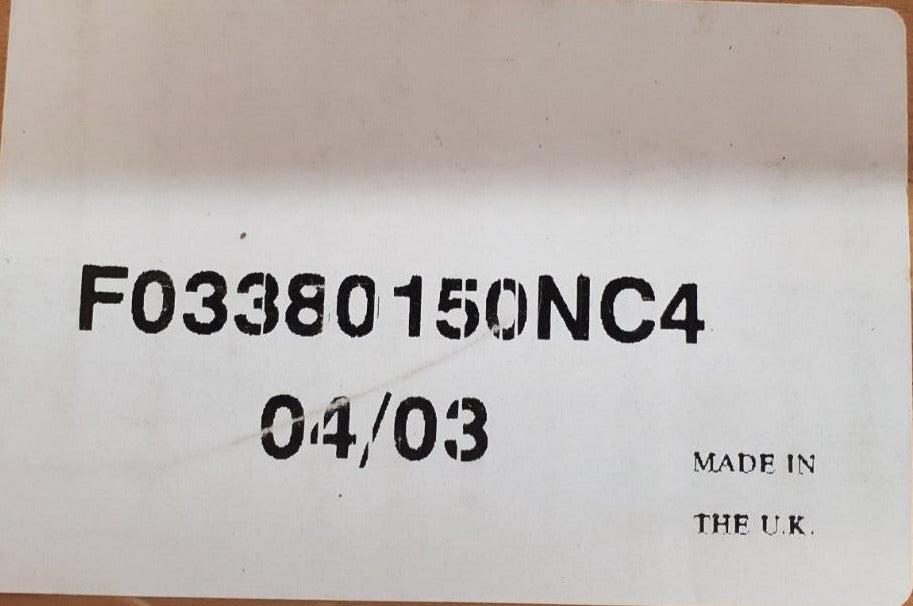 F03380150NC4
04/03
MADE IN
THE U.K.